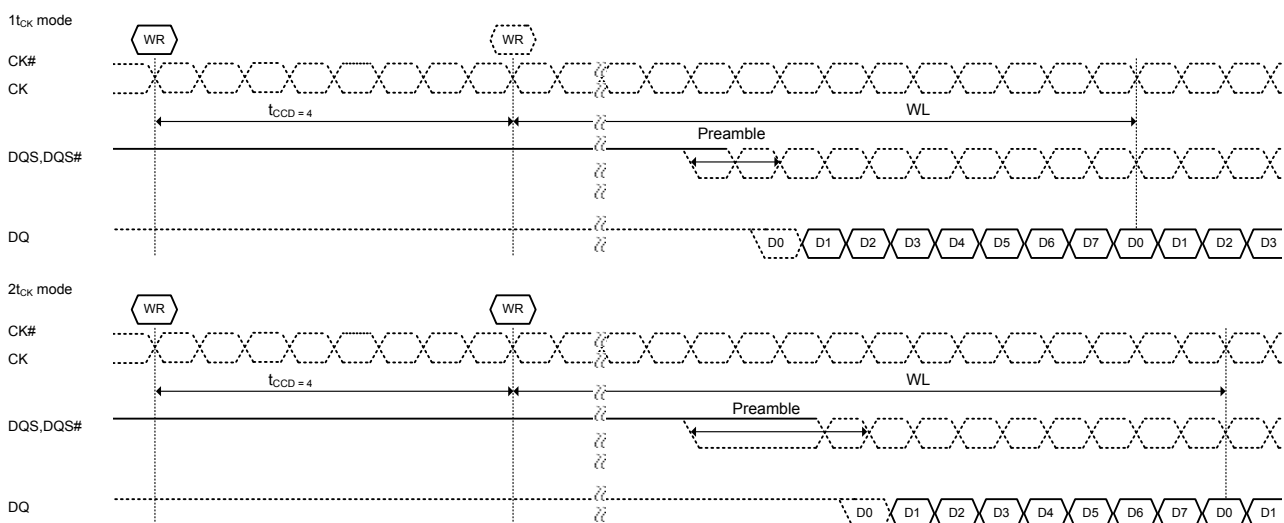 1tCK mode
WR WR
CK#
CK
tCCD = 4 WL
Preamble
DQS,DQS#
DQ D0 D1 D2 D3 D4 D5 D6 D7 D0 D1 D2 D3
2tCK mode
WR WR
CK#
CK
tCCD = 4 WL
Preamble
DQS,DQS#
DQ D0 D1 D2 D3 D4 D5 D6 D7 D0 D1